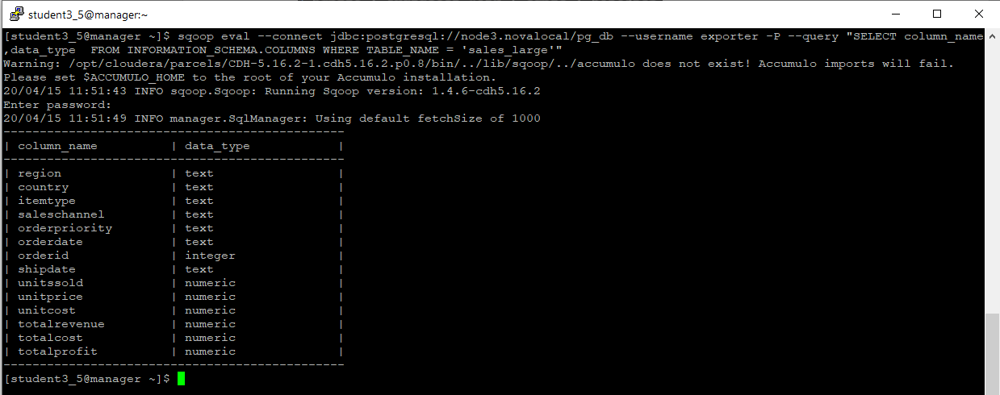 student3_5@manager:~
[student3_5@manager ~]$ sqoop eval --connect jdbc:postgresql://node3.novalocal/pg_db --username exporter -P --query "SELECT column_name
,data_type  FROM INFORMATION_SCHEMA.COLUMNS WHERE TABLE_NAME = 'sales_large'"
Warning: /opt/cloudera/parcels/CDH-5.16.2-1.cdh5.16.2.p0.8/bin/../lib/sqoop/../accumulo does not exist! Accumulo imports will fail.
Please set $ACCUMULO_HOME to the root of your Accumulo installation.
20/04/15 11:51:43 INFO sqoop.Sqoop: Running Sqoop version: 1.4.6-cdh5.16.2
Enter password:
20/04/15 11:51:49 INFO manager.SqlManager: Using default fetchSize of 1000
-----------------------------------------------
| column_name          | data_type            |
-----------------------------------------------
| region               | text                 |
| country              | text                 |
| itemtype             | text                 |
| saleschannel         | text                 |
| orderpriority        | text                 |
| orderdate            | text                 |
| orderid              | integer              |
| shipdate             | text                 |
| unitssold            | numeric              |
| unitprice            | numeric              |
| unitcost             | numeric              |
| totalrevenue         | numeric              |
| totalcost            | numeric              |
| totalprofit          | numeric              |
-----------------------------------------------
[student3_5@manager ~]$